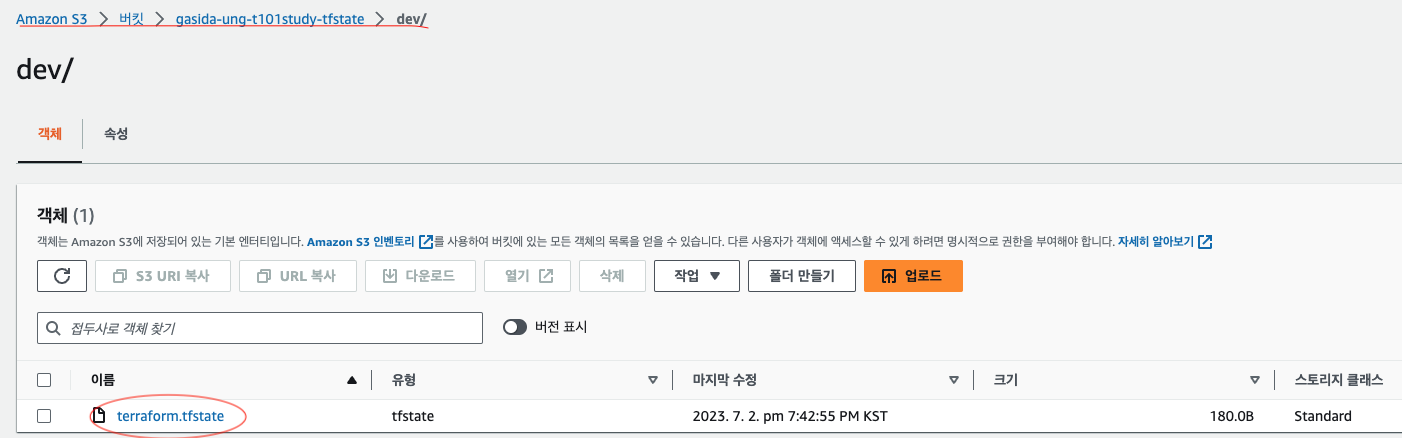 Amazon S3 > 버킷 > gasida-ung-t101study-tfstate > dev/
dev/
객체 속성
객체 (1)
객체는 Amazon S3에 저장되어 있는 기본 엔터티입니다. Amazon S3 인벤토리를 사용하여 버킷에 있는 모든 객체의 목록을 얻을 수 있습니다. 다른 사용자가 객체에 액세스할 수 있게 하려면 명시적으로 권한을 부여해야 합니다. 자세히 알아보기
S3 URI 복사 URL 복사 다운로드 열기 삭제 작업 폴더 만들기 업로드
접두사로 객체 찾기 버전 표시
이름 유형 마지막 수정 크기 스토리지 클래스
terraform.tfstate tfstate 2023. 7. 2. pm 7:42:55 PM KST 180.0B Standard